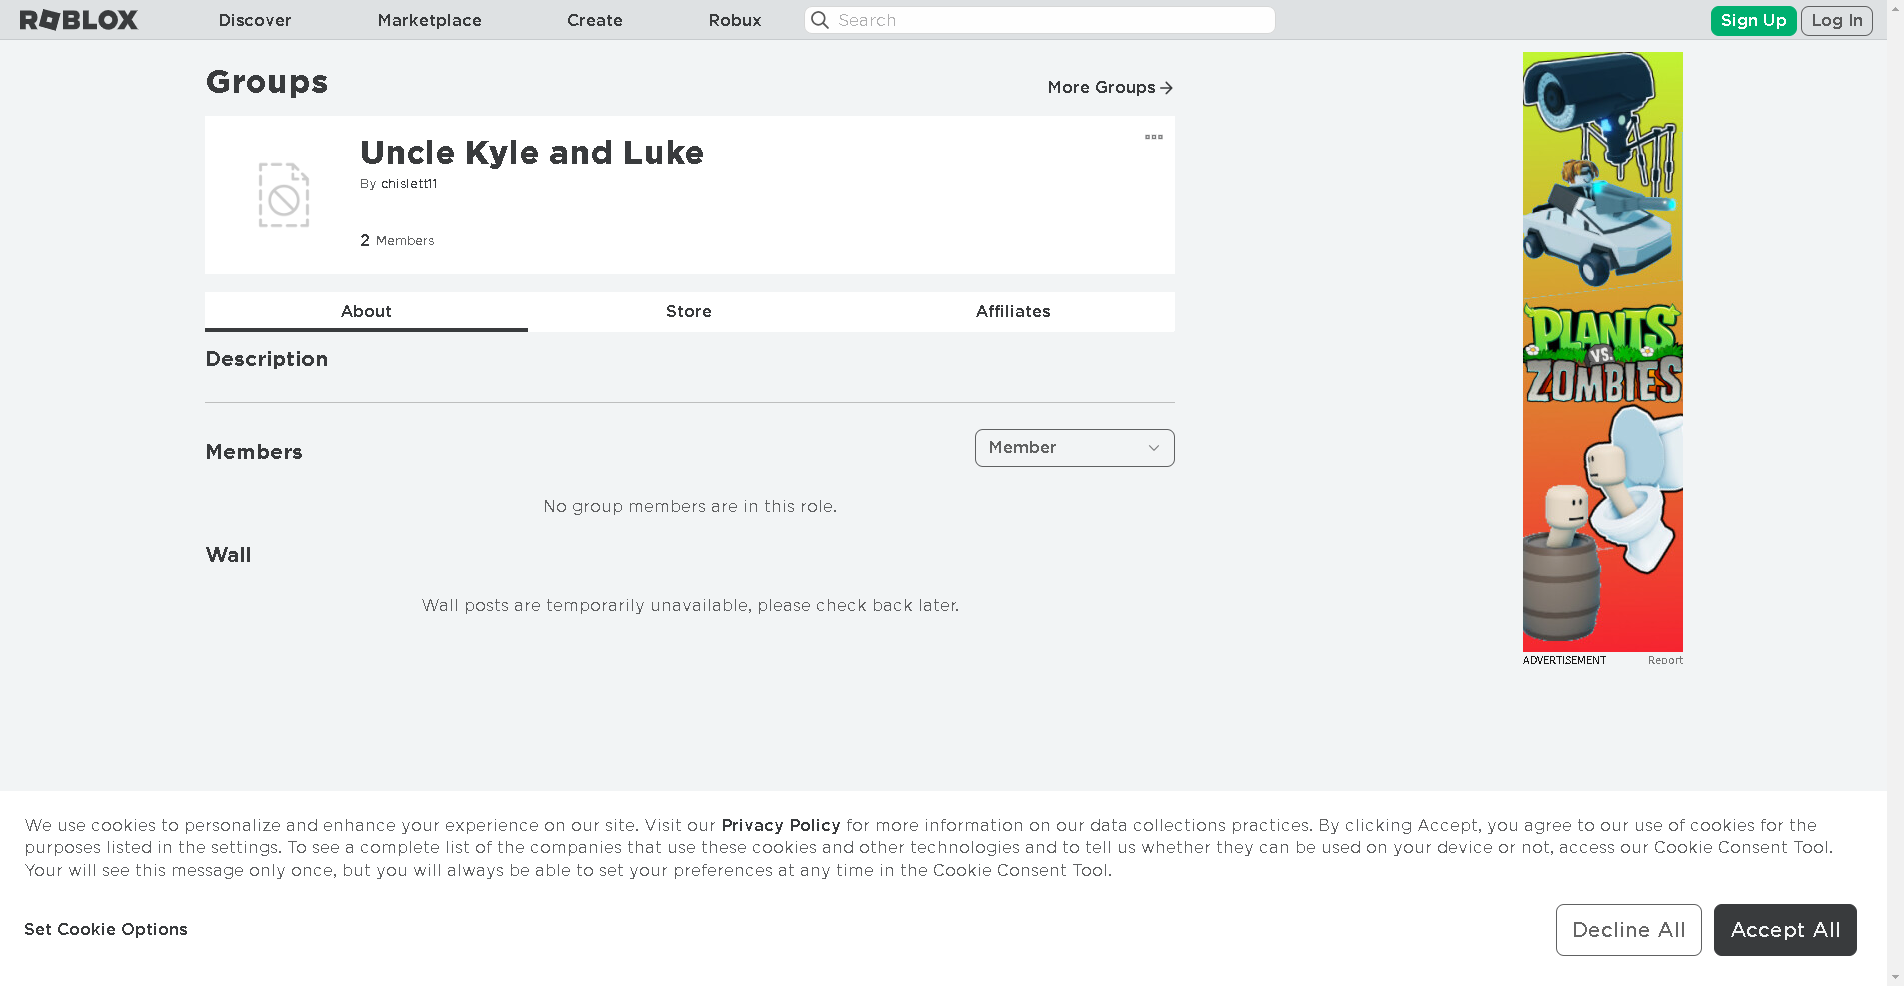 ROBLOX Discover Marketplace Create Robux Search Sign Up Log In
Groups
More Groups
Uncle Kyle and Luke
By chislett11
2 Members
About Store Affiliates
Description
Members
Member
No group members are in this role.
Wall
Wall posts are temporarily unavailable, please check back later.
PLANTS
VS.
ZOMBIES
ADVERTISEMENT Report
We use cookies to personalize and enhance your experience on our site. Visit our Privacy Policy for more information on our data collections practices. By clicking Accept, you agree to our use of cookies for the
purposes listed in the settings. To see a complete list of the companies that use these cookies and other technologies and to tell us whether they can be used on your device or not, access our Cookie Consent Tool.
Your will see this message only once, but you will always be able to set your preferences at any time in the Cookie Consent Tool.
Set Cookie Options
Decline All
Accept All